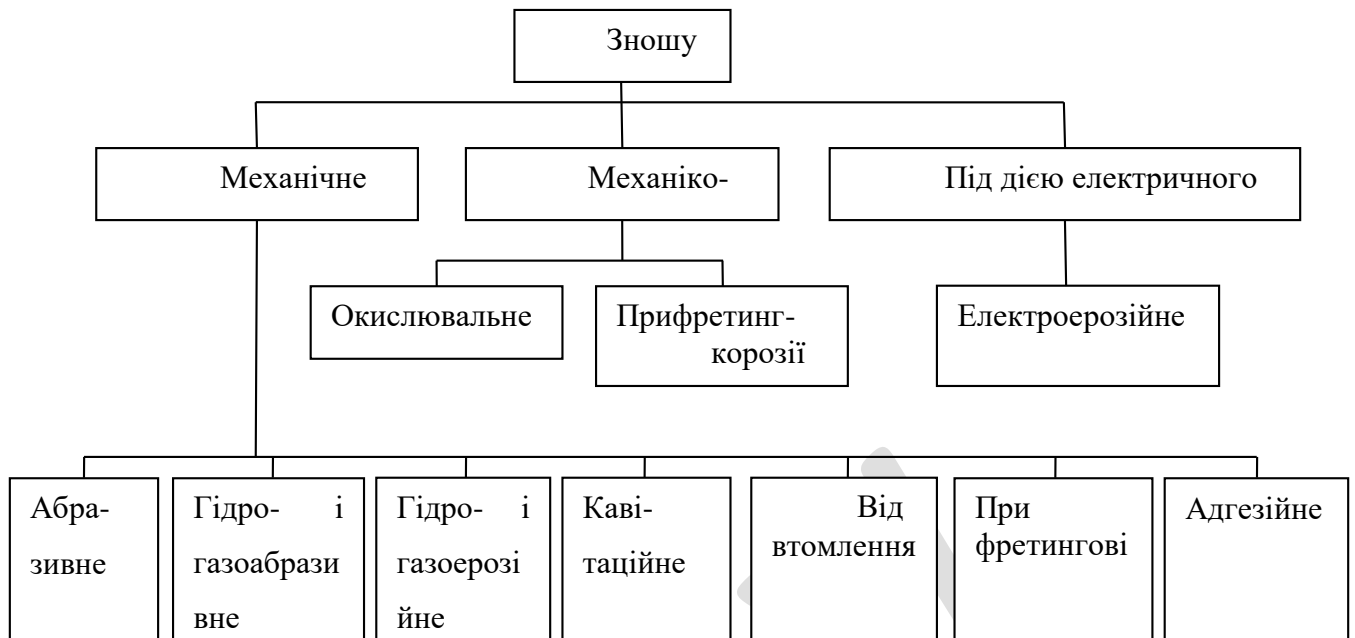 Зношу
Механічне
Механіко-
Під дією електричного
Окислювальне
Прифретинг-
корозії
Електроерозійне
Абра-
зивне
Гідро- і
газоабрази
вне
Гідро- і
газоерозі
йне
Каві-
таційне
Від
втомлення
При
фретингові
Адгезійне